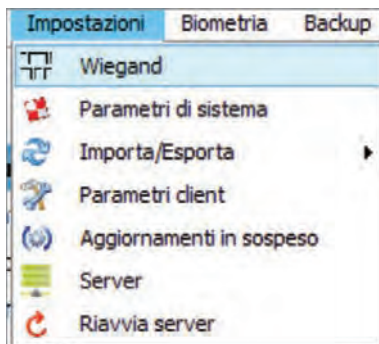 Impostazioni Biometria Backup
Wiegand
Parametri di sistema
Importa/Esporta
Parametri client
Aggiornamenti in sospeso
Server
Riavvia server